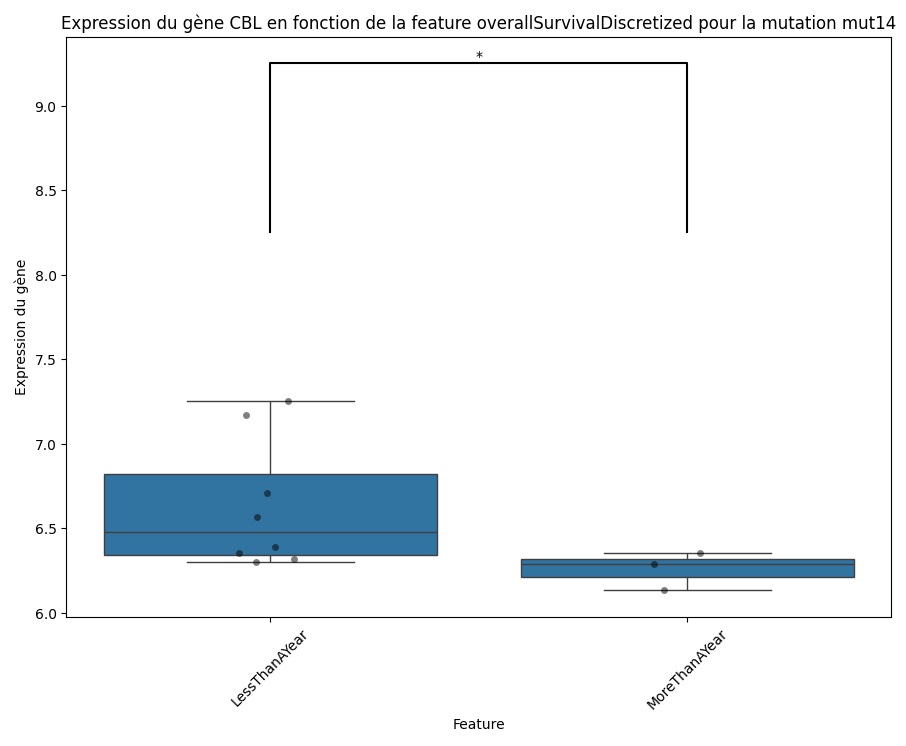 Expression du gène CBL en fonction de la feature overallSurvivalDiscretized pour la mutation mut14
*
9.0
8.5
8.0
7.5
7.0
6.5
6.0
Expression du gène
LessThanAYear
MoreThanAYear
Feature